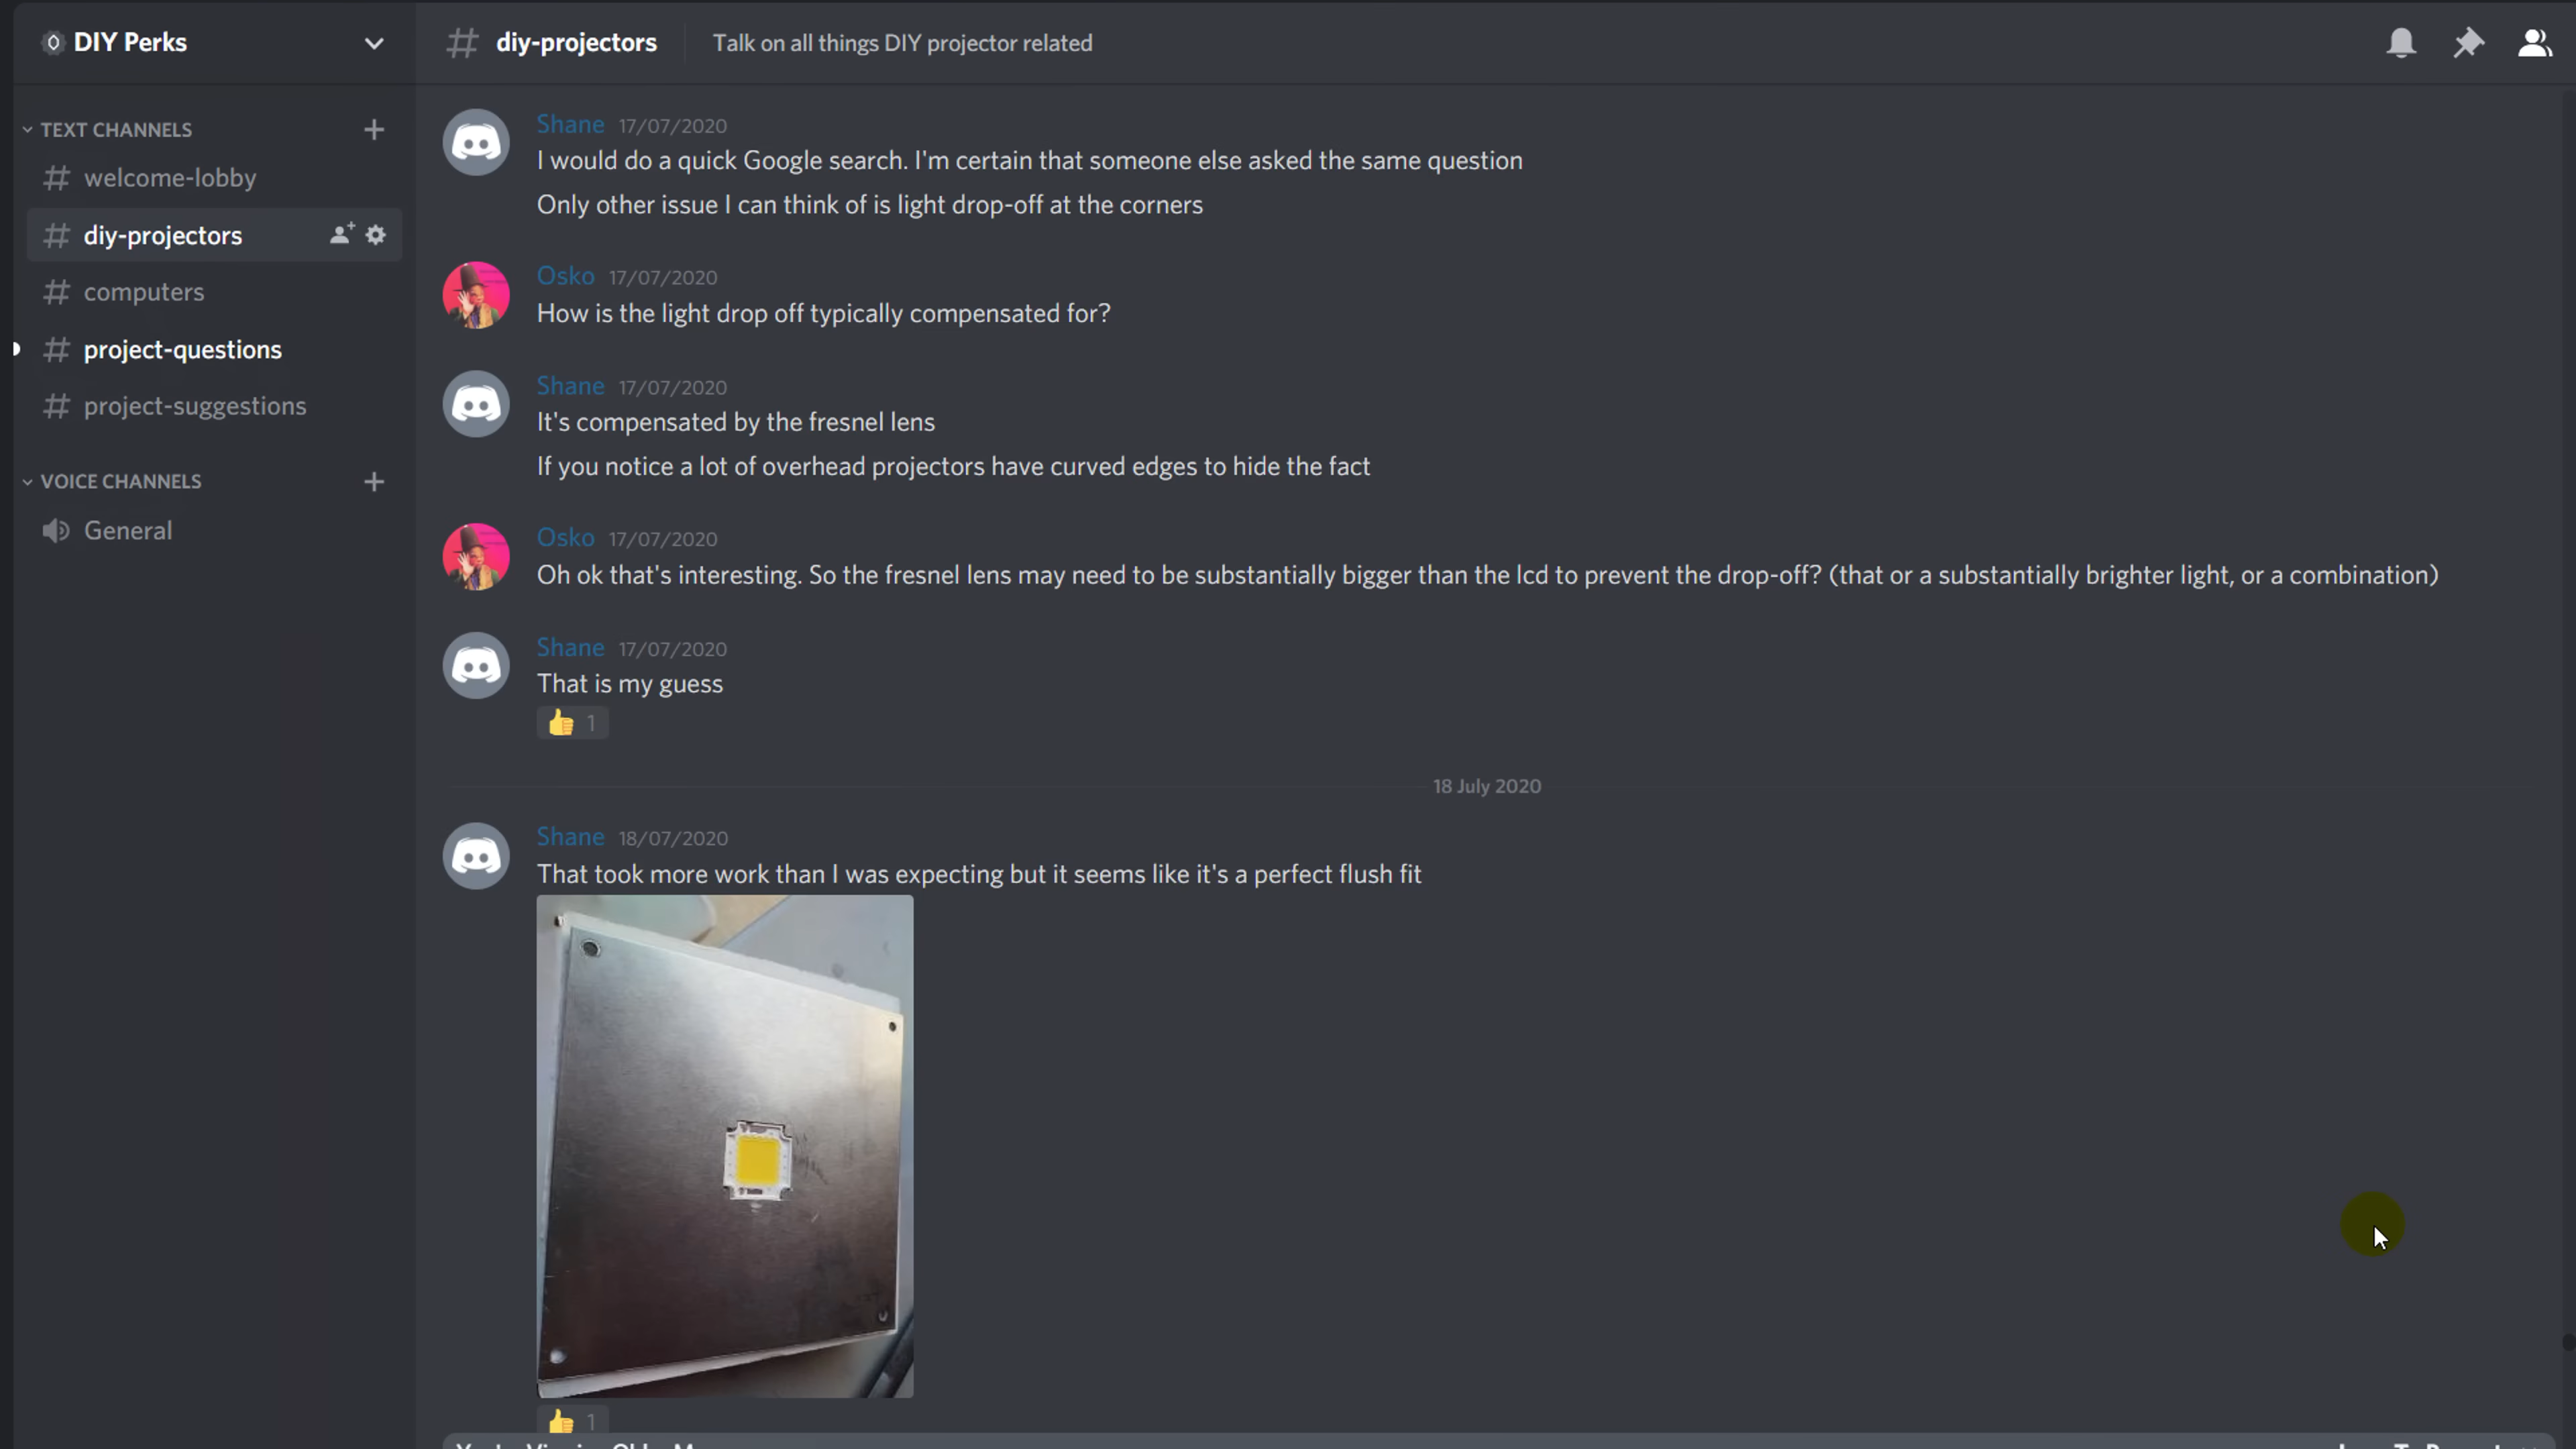 DIY Perks
# diy-projectors
Talk on all things DIY projector related
TEXT CHANNELS
# welcome-lobby
# diy-projectors
# computers
# project-questions
# project-suggestions
VOICE CHANNELS
General
Shane 17/07/2020
I would do a quick Google search. I'm certain that someone else asked the same question
Only other issue I can think of is light drop-off at the corners
Osko 17/07/2020
How is the light drop off typically compensated for?
Shane 17/07/2020
It's compensated by the fresnel lens
If you notice a lot of overhead projectors have curved edges to hide the fact
Osko 17/07/2020
Oh ok that's interesting. So the fresnel lens may need to be substantially bigger than the lcd to prevent the drop-off? (that or a substantially brighter light, or a combination)
Shane 17/07/2020
That is my guess
👍 1
18 July 2020
Shane 18/07/2020
That took more work than I was expecting but it seems like it's a perfect flush fit
👍 1